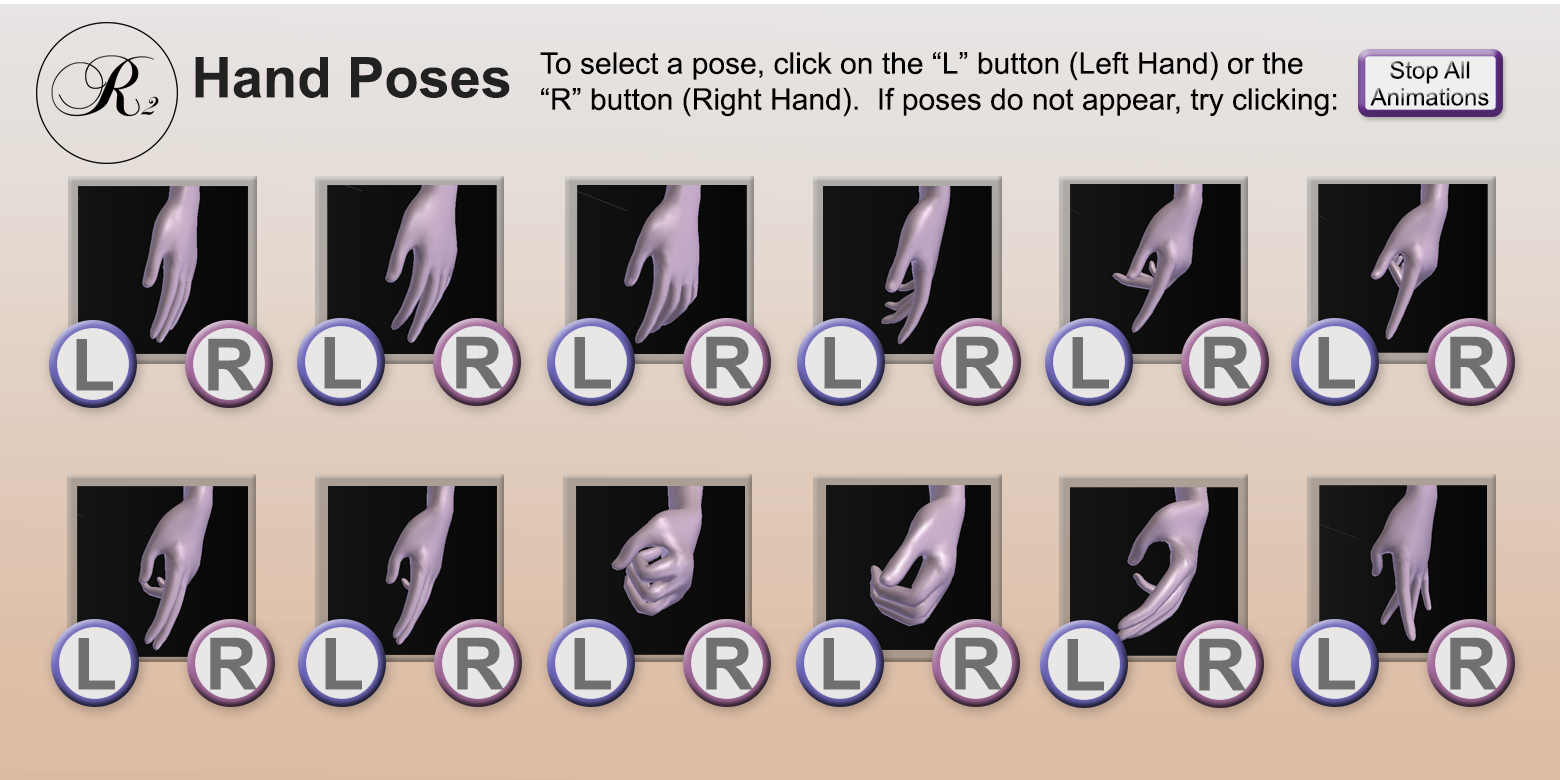 R2
Hand Poses
To select a pose, click on the “L” button (Left Hand) or the
“R” button (Right Hand).  If poses do not appear, try clicking:
Stop All
Animations
L R L R L R L R L R L R
L R L R L R L R L R L R